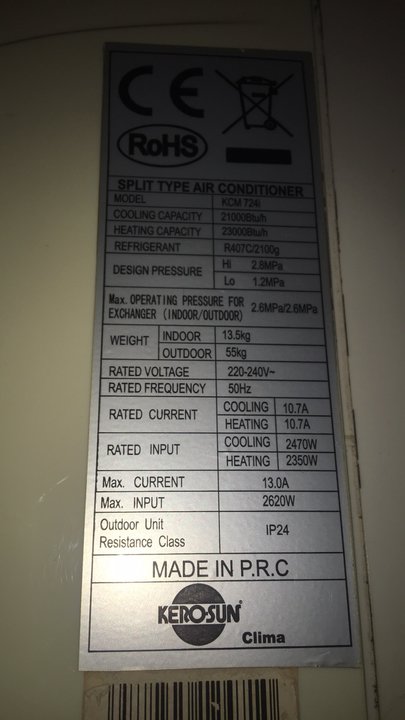 CE
RoHS
SPLIT TYPE AIR CONDITIONER
MODEL KCM 724i
COOLING CAPACITY 21000Btu/h
HEATING CAPACITY 23000Btu/h
REFRIGERANT R407C/2100g
DESIGN PRESSURE Hi 2.8MPa
Lo 1.2MPa
Max. OPERATING PRESSURE FOR
EXCHANGER (INDOOR/OUTDOOR) 2.6MPa/2.6MPa
WEIGHT INDOOR 13.5kg
OUTDOOR 55kg
RATED VOLTAGE 220-240V~
RATED FREQUENCY 50Hz
RATED CURRENT COOLING 10.7A
HEATING 10.7A
RATED INPUT COOLING 2470W
HEATING 2350W
Max. CURRENT 13.0A
Max. INPUT 2620W
Outdoor Unit
Resistance Class IP24
MADE IN P.R.C
KERO-SUN
Clima